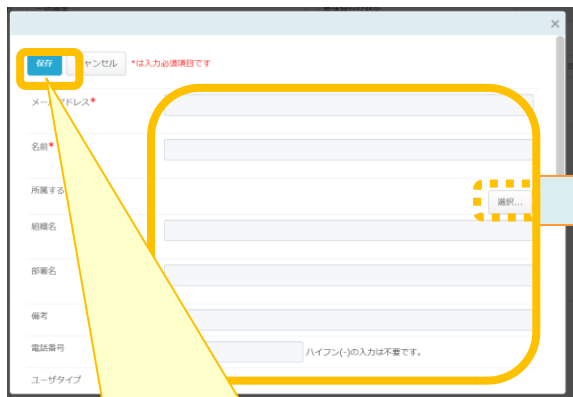 ×
保存 キャンセル *は入力必須項目です
メールアドレス*
名前*
所属する
選択...
組織名
部署名
備考
電話番号 ハイフン(-)の入力は不要です。
ユーザタイプ